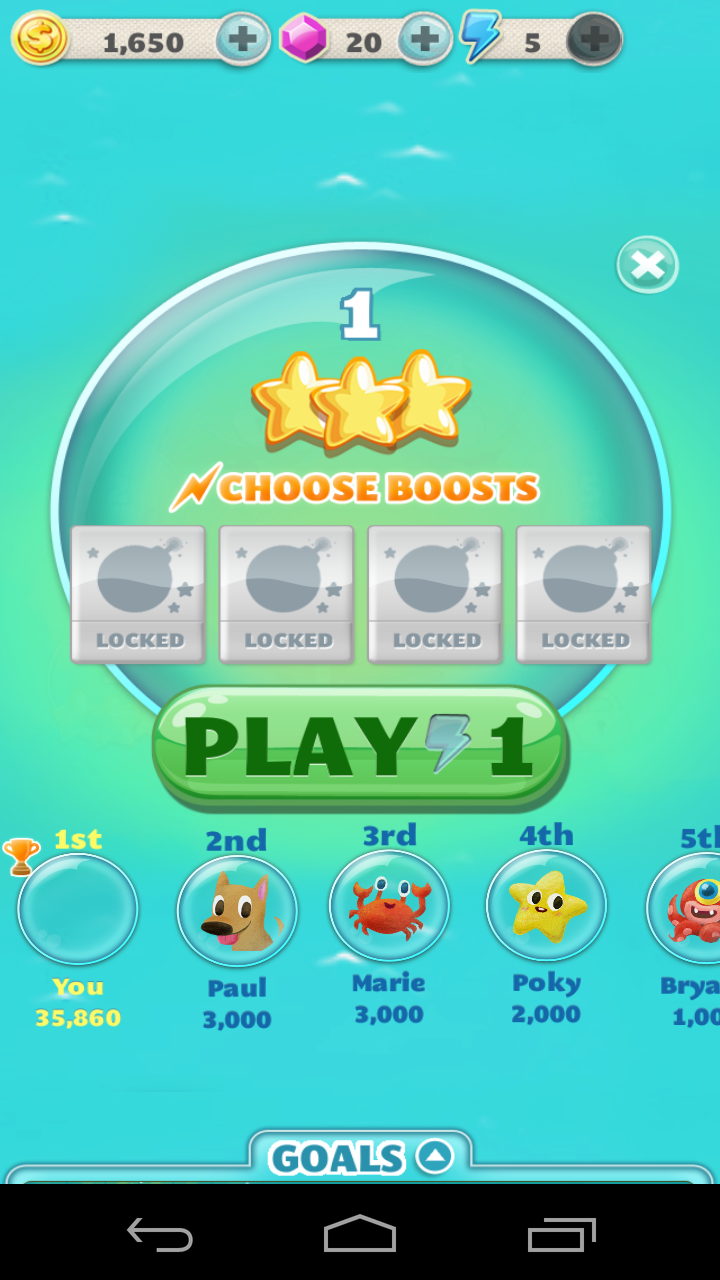 1,650 20 5
1
CHOOSE BOOSTS
LOCKED LOCKED LOCKED LOCKED
PLAY 1
1st 2nd 3rd 4th
You Paul Marie Poky
35,860 3,000 3,000 2,000
GOALS